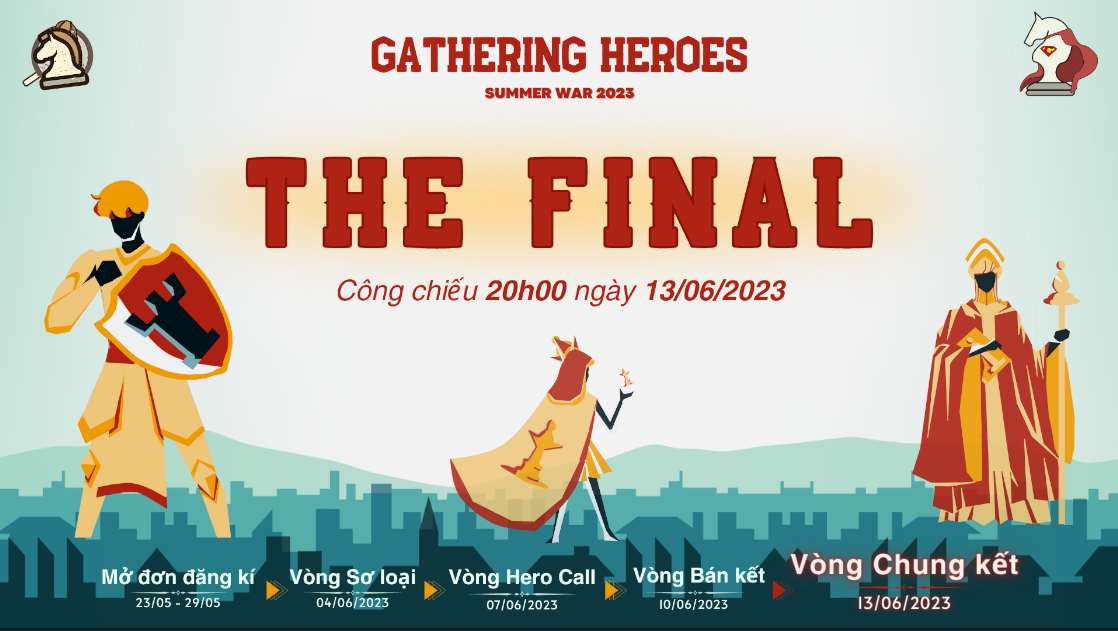 GATHERING HEROES
SUMMER WAR 2023
THE FINAL
Công chiếu 20h00 ngày 13/06/2023
Mở đơn đăng kí
23/05 - 29/05
Vòng Sơ loại
04/06/2023
Vòng Hero Call
07/06/2023
Vòng Bán kết
10/06/2023
Vòng Chung kết
13/06/2023